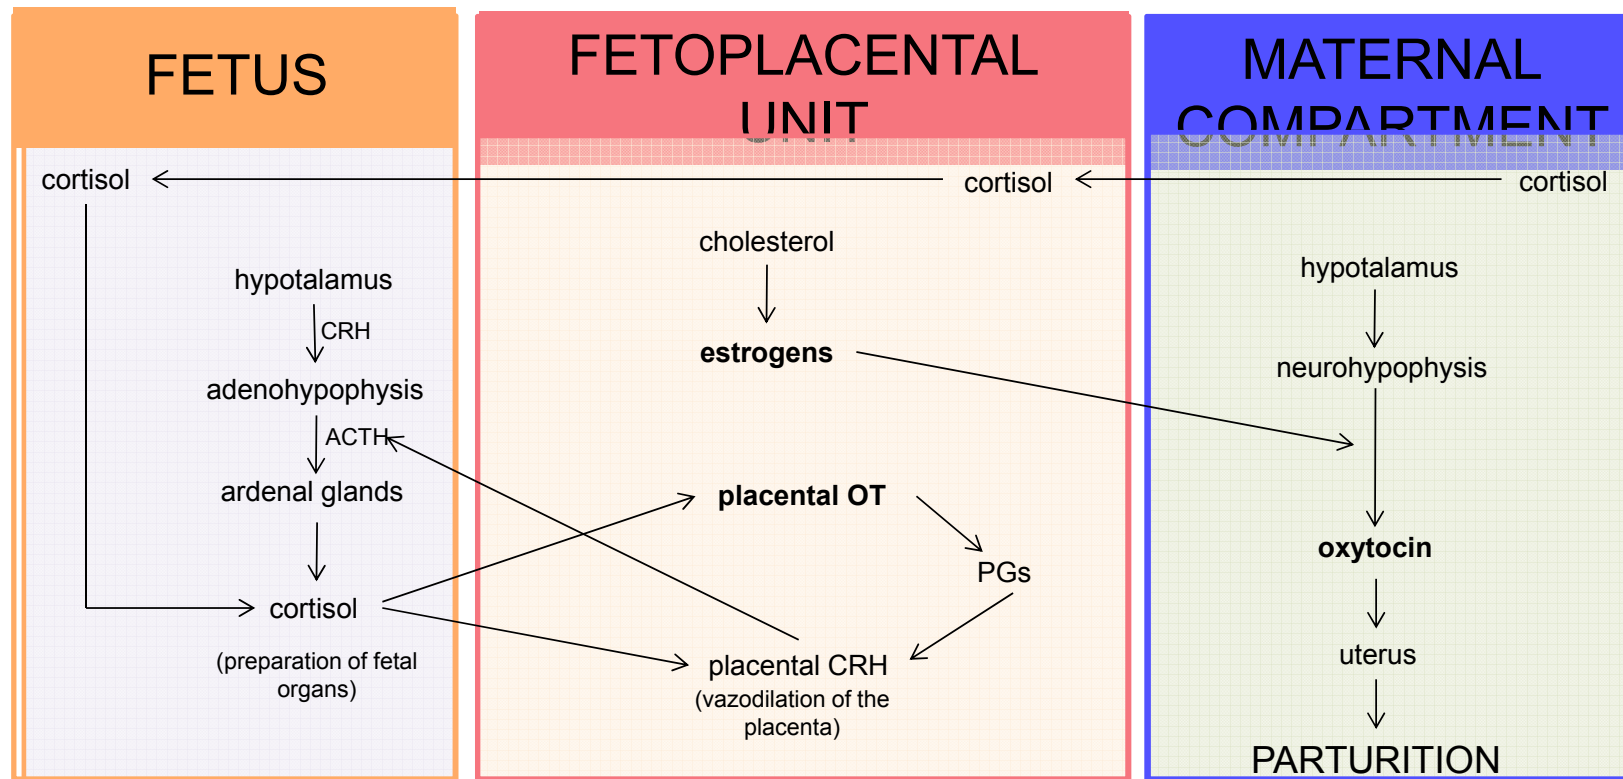 FETUS
FETOPLACENTAL
UNIT
MATERNAL
COMPARTMENT
cortisol
cortisol
cortisol
hypotalamus
CRH
adenohypophysis
ACTH
ardenal glands
cortisol
(preparation of fetal
organs)
cholesterol
estrogens
placental OT
PGs
placental CRH
(vazodilation of the
placenta)
hypotalamus
neurohypophysis
oxytocin
uterus
PARTURITION